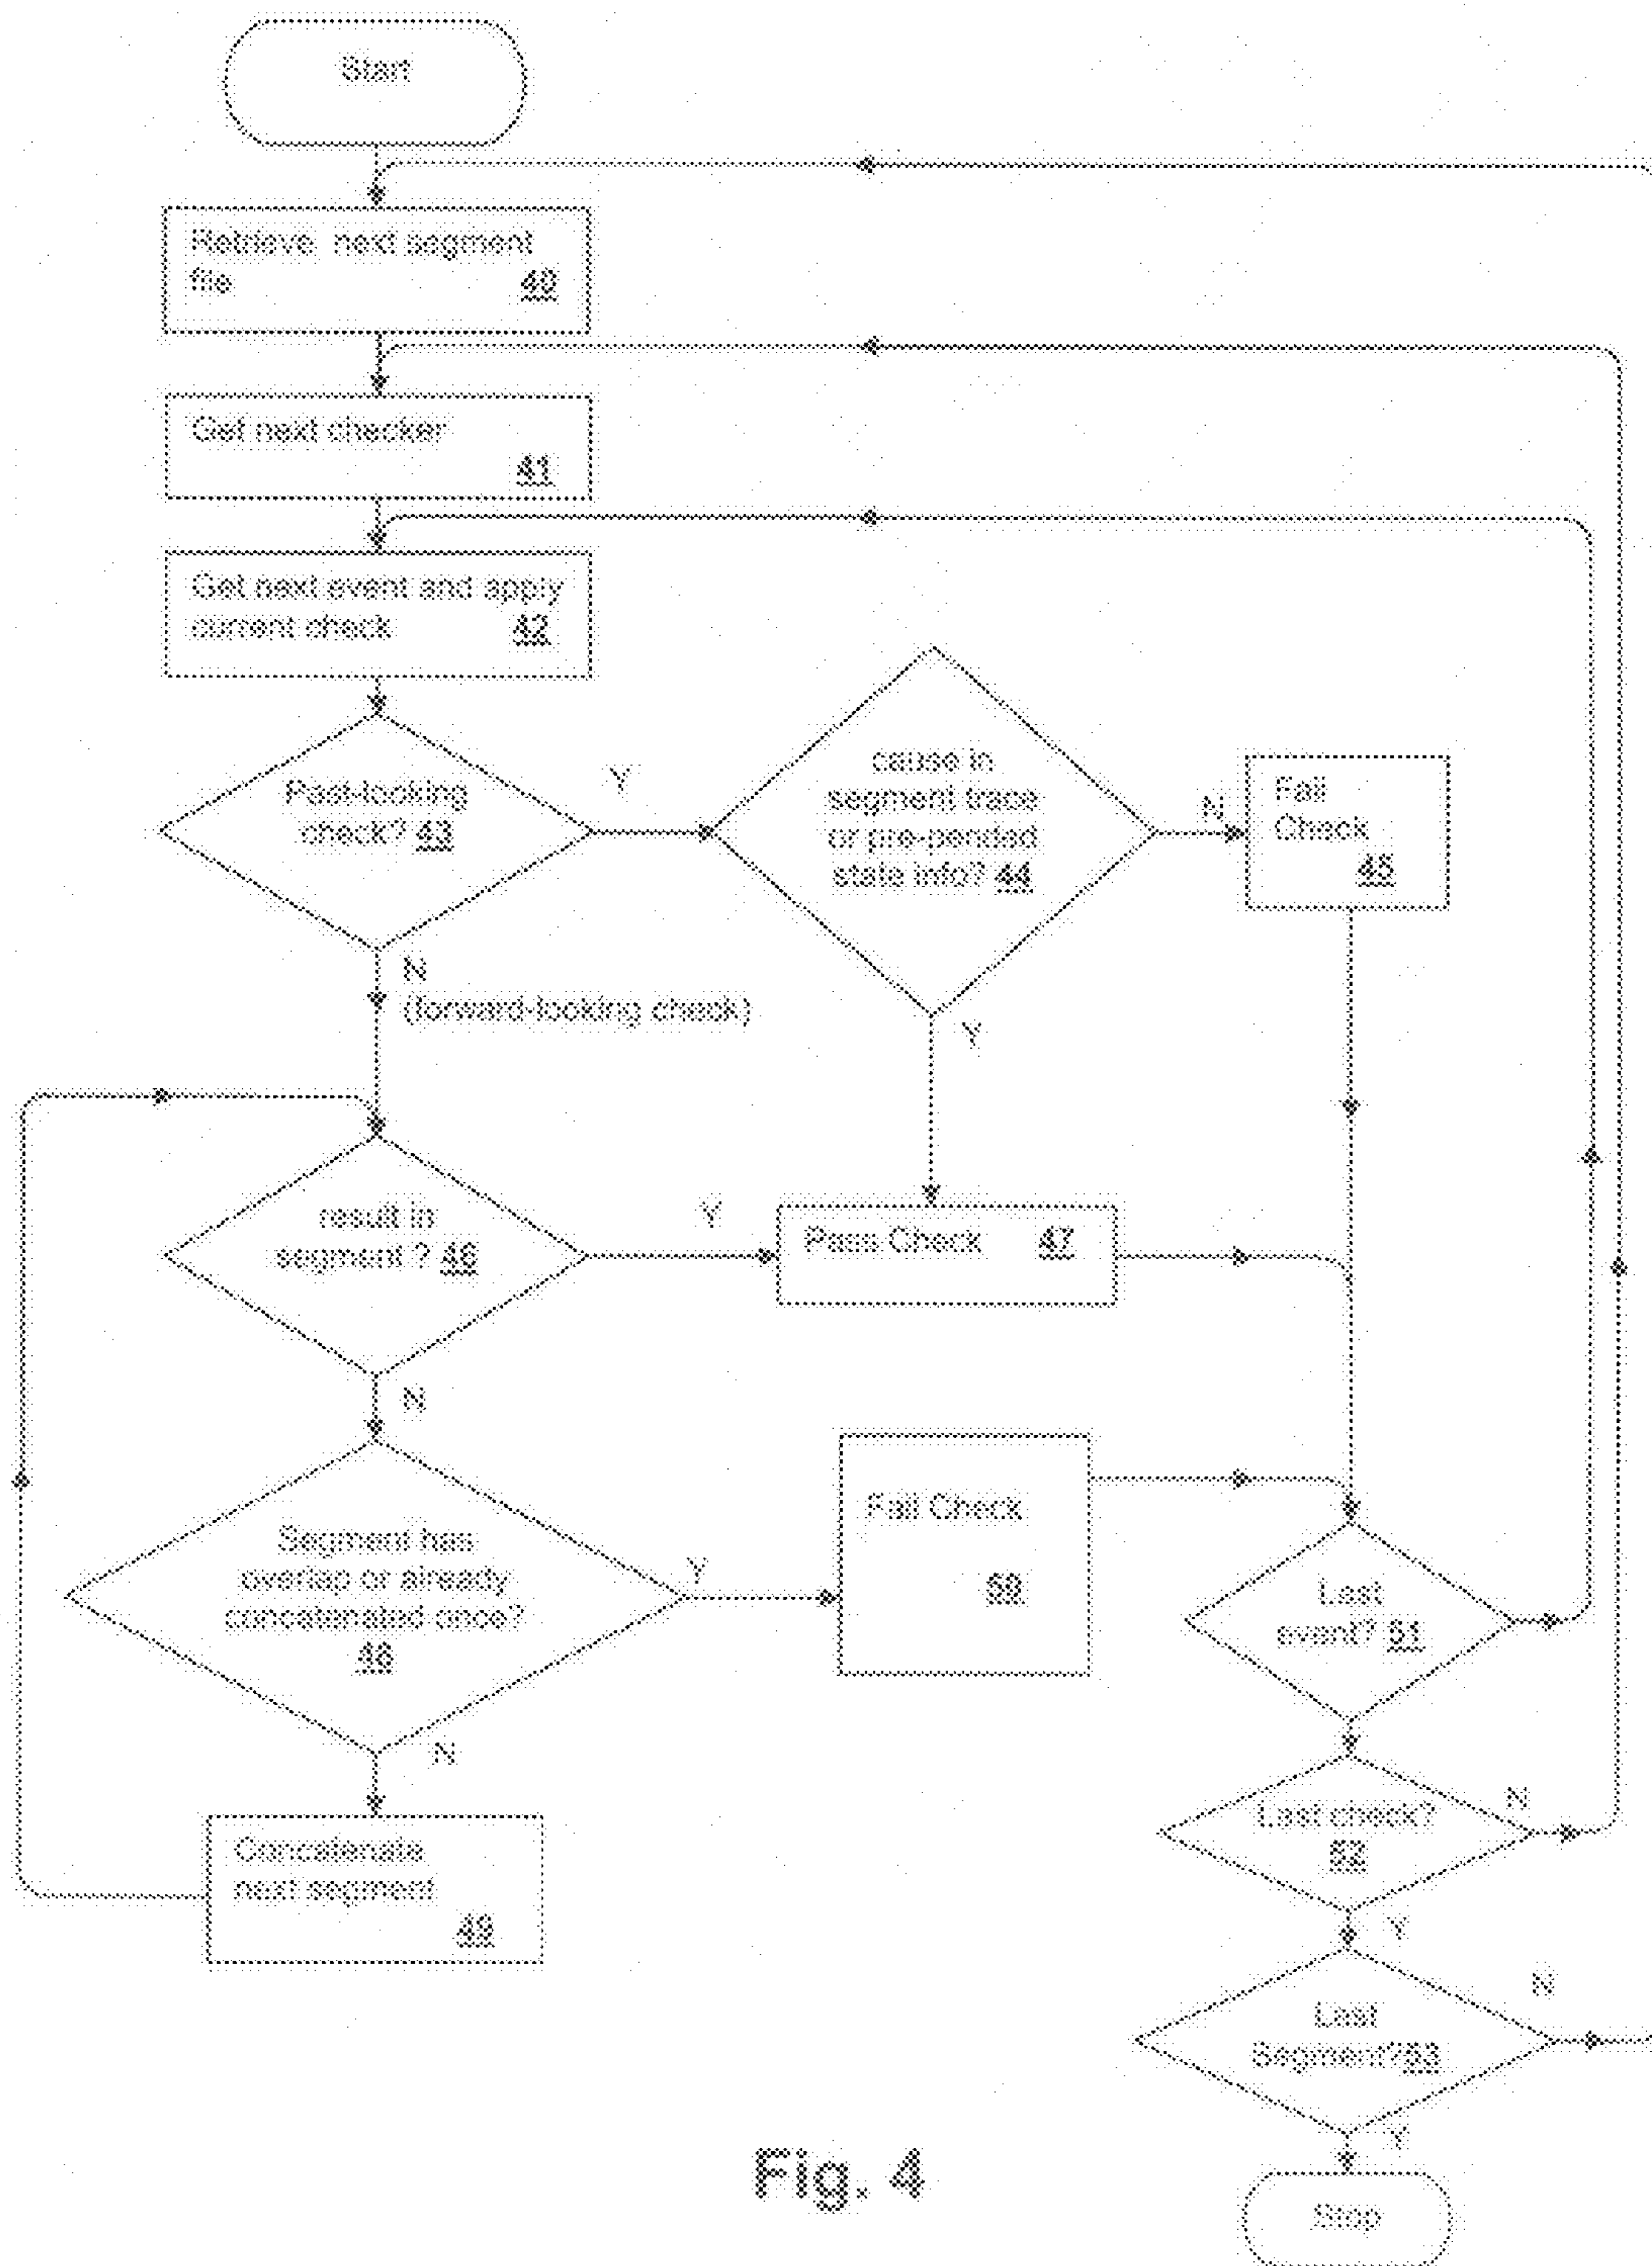 Start
Retrieve next segment
file 40
Get next checker
41
Get next event and apply
current check 42
Past-looking
check? 43
Y
cause in
segment trace
or pre-pended
state info? 44
N
Fail
Check
45
N
(forward-looking check)
Y
result in
segment ? 46
Y
Pass Check 47
N
Segment has
overlap or already
concatenated once?
48
Y
Fail Check
50
N
Concatenate
next segment
49
Last
event? 51
Last check?
52
N
Y
Last
Segment?53
N
Y
Stop
Fig. 4